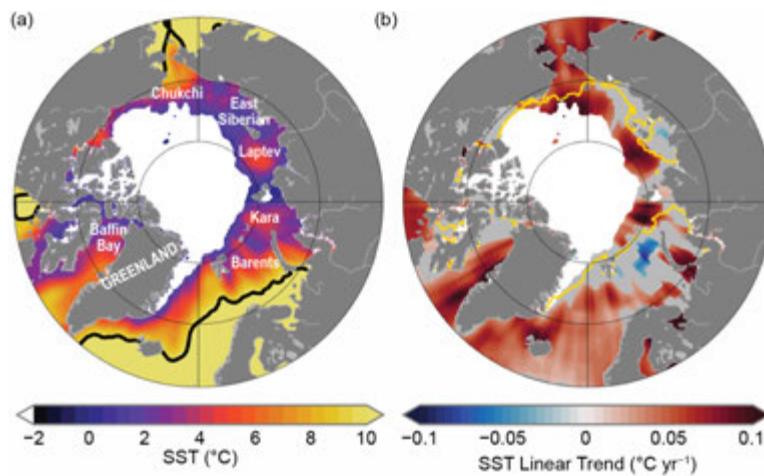 (a)
(b)
Chukchi
East
Siberian
Laptev
Kara
Baffin
Bay
GREENLAND
Barents
−2 0 2 4 6 8 10
SST (°C)
−0.1 −0.05 0 0.05 0.1
SST Linear Trend (°C yr⁻¹)